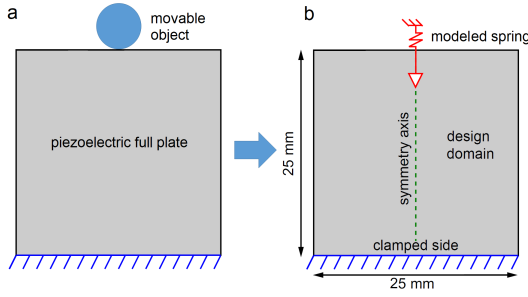 a
movable
object
piezoelectric full plate
b
modeled spring
25 mm
symmetry axis
design
domain
clamped side
25 mm